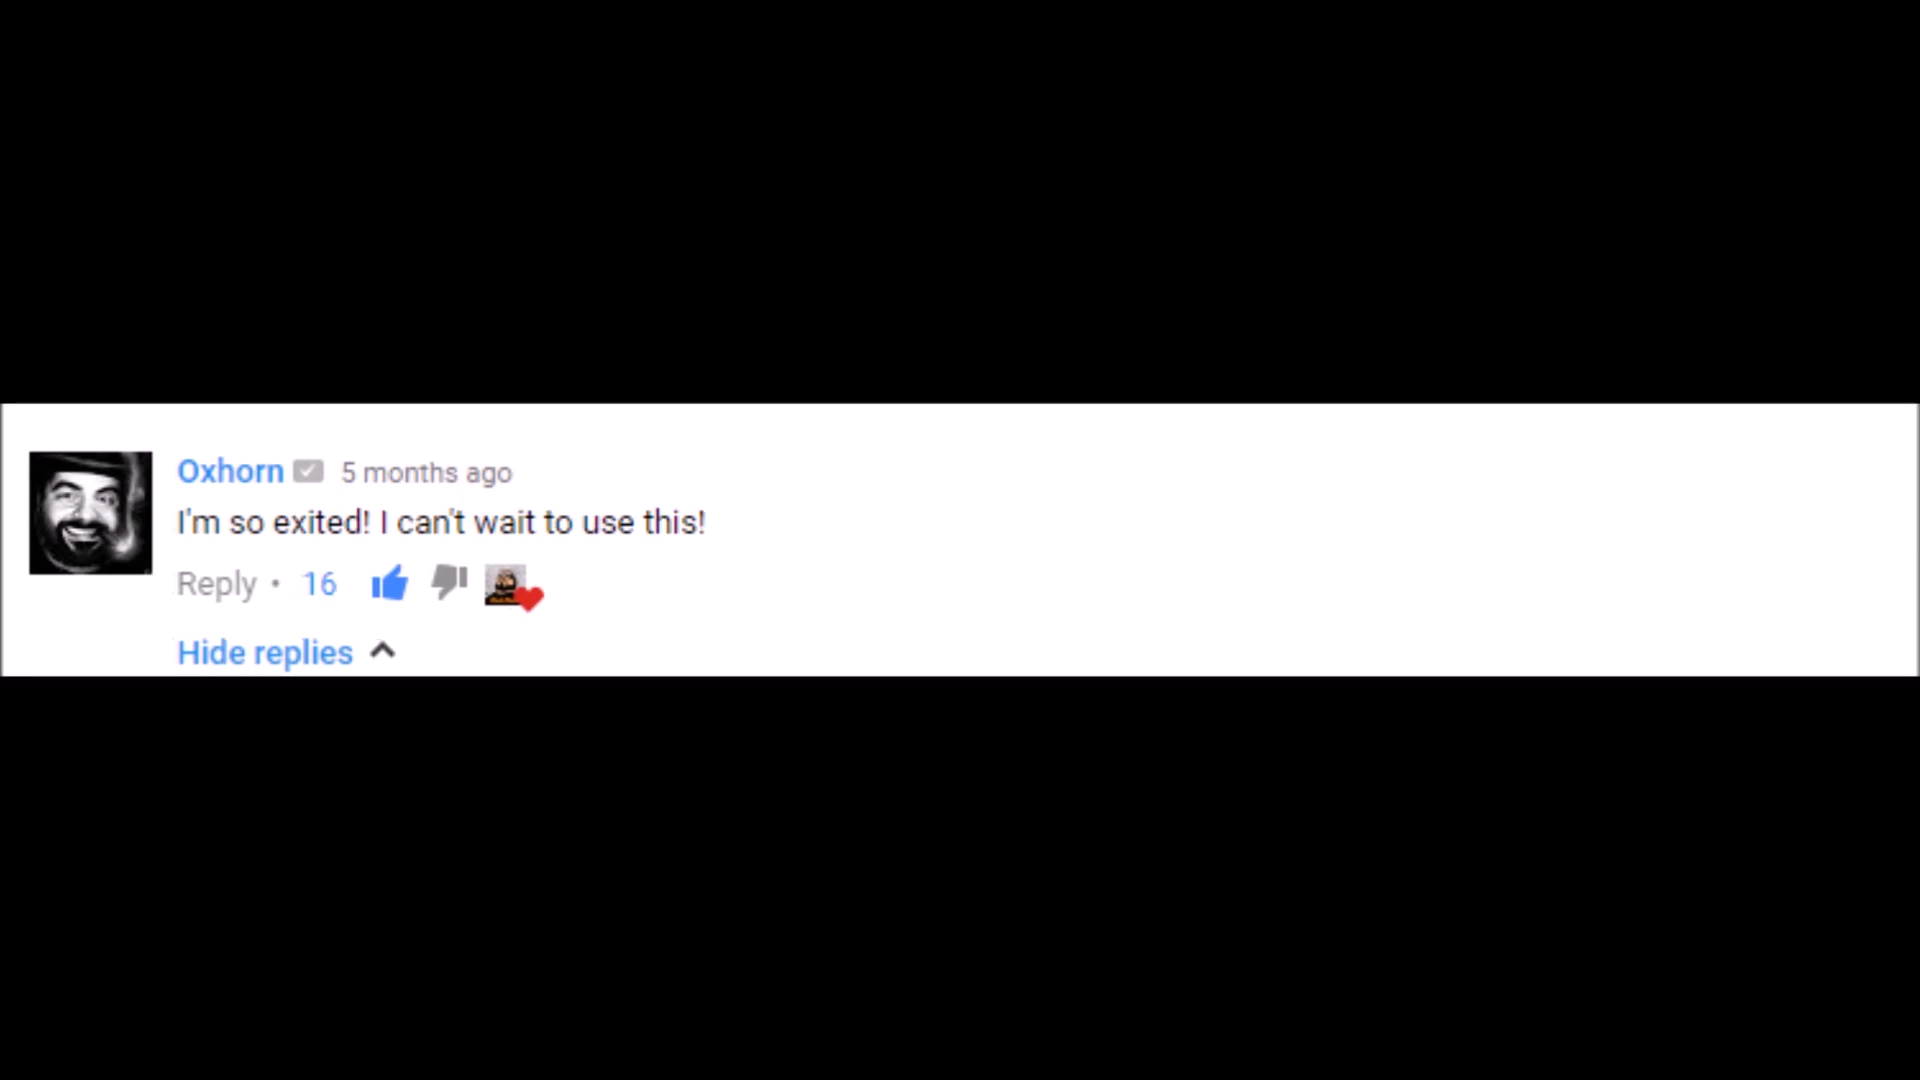 Oxhorn 5 months ago
I'm so exited! I can't wait to use this!
Reply • 16
Hide replies